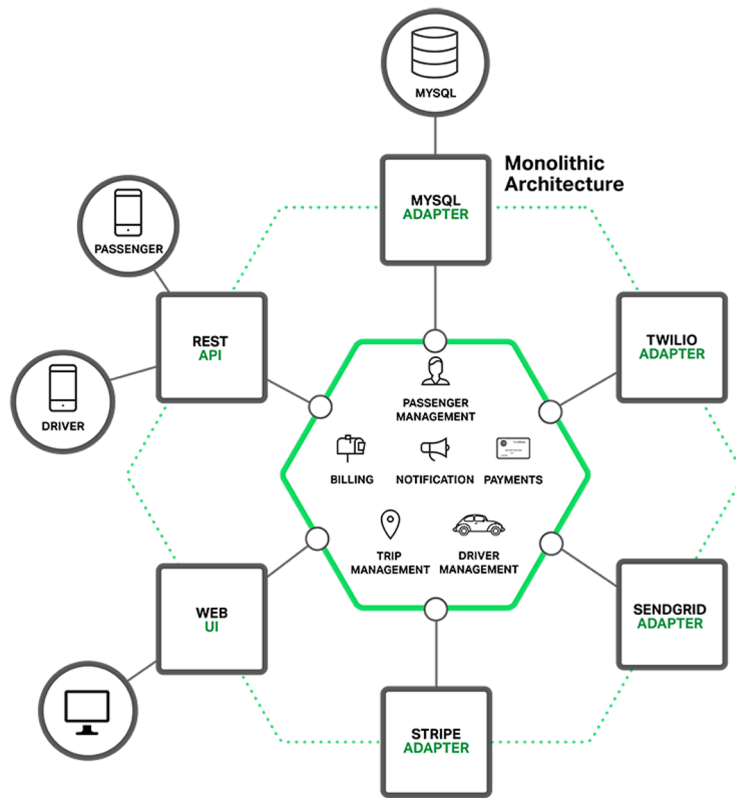 MYSQL
Monolithic
Architecture
MYSQL
ADAPTER
PASSENGER
REST
API
TWILIO
ADAPTER
DRIVER
PASSENGER
MANAGEMENT
BILLING
NOTIFICATION
PAYMENTS
TRIP
MANAGEMENT
DRIVER
MANAGEMENT
WEB
UI
SENDGRID
ADAPTER
STRIPE
ADAPTER